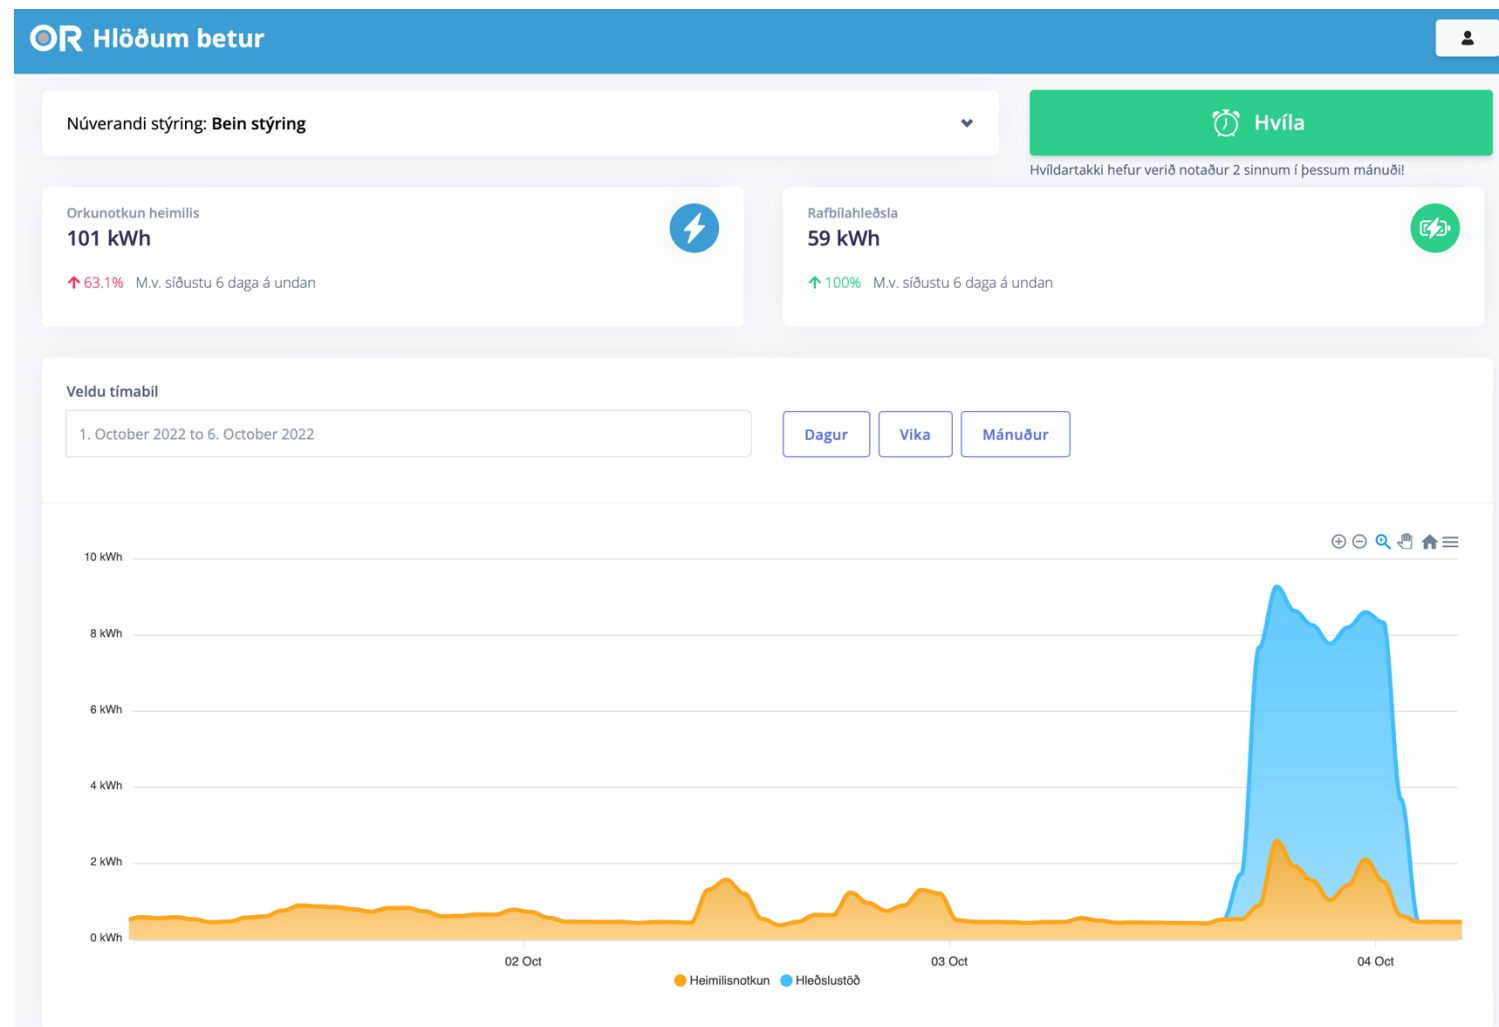 OR Hlöðum betur
Núverandi stýring: Bein stýring
Hvíla
Hvíldartakki hefur verið notaður 2 sinnum í þessum mánuði!
Orkunotkun heimilis
101 kWh
63.1% M.v. síðustu 6 daga á undan
Rafbílahleðsla
59 kWh
100% M.v. síðustu 6 daga á undan
Veldu tímabil
1. October 2022 to 6. October 2022
Dagur
Vika
Mánuður
10 kWh
8 kWh
6 kWh
4 kWh
2 kWh
0 kWh
02 Oct
03 Oct
04 Oct
Heimilisnotkun
Hleðslustöð